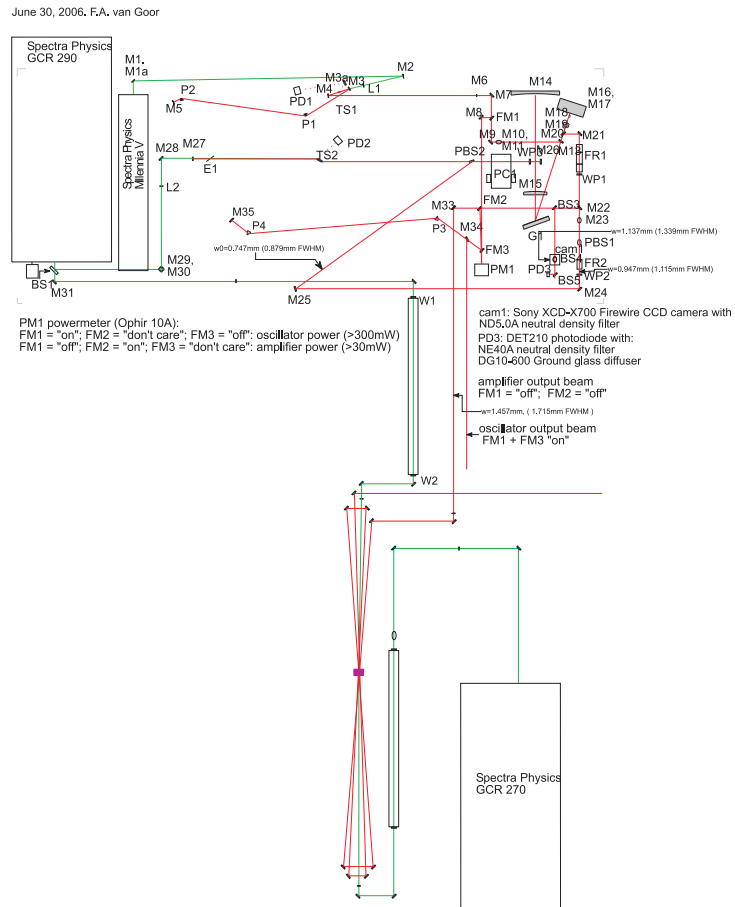 June 30, 2006. F.A. van Goor
Spectra Physics
GCR 290
M1.
M1a
M2
M3a
M3
M4
L1
PD1
TS1
P2
M5
P1
PD2
TS2
M6
M7
M14
M16,
M17
M8
FM1
M18
M19
M20
M21
M9
M10,
M11
M26
M13
FR1
PBS2
WP3
PC1
WP1
M15
Spectra Physics
Millennia V
M28
M27
E1
L2
M35
P4
M33
P3
M34
FM2
BS3
M22
M23
G1
w=1.137mm (1.339mm FWHM)
w0=0.747mm (0.879mm FWHM)
FM3
cam1
PBS1
BS4
FR2
w=0.947mm (1.115mm FWHM)
PM1
PD3
BS5
WP2
M24
M29,
M30
BS1
M31
M25
W1
PM1 powermeter (Ophir 10A):
FM1 = "on"; FM2 = "don't care"; FM3 = "off": oscillator power (>300mW)
FM1 = "off"; FM2 = "on"; FM3 = "don't care": amplifier power (>30mW)
cam1: Sony XCD-X700 Firewire CCD camera with
ND5.0A neutral density filter
PD3: DET210 photodiode with:
NE40A neutral density filter
DG10-600 Ground glass diffuser
amplifier output beam
FM1 = "off"; FM2 = "off"
w=1.457mm, ( 1.715mm FWHM )
oscillator output beam
FM1 + FM3 "on"
W2
Spectra Physics
GCR 270